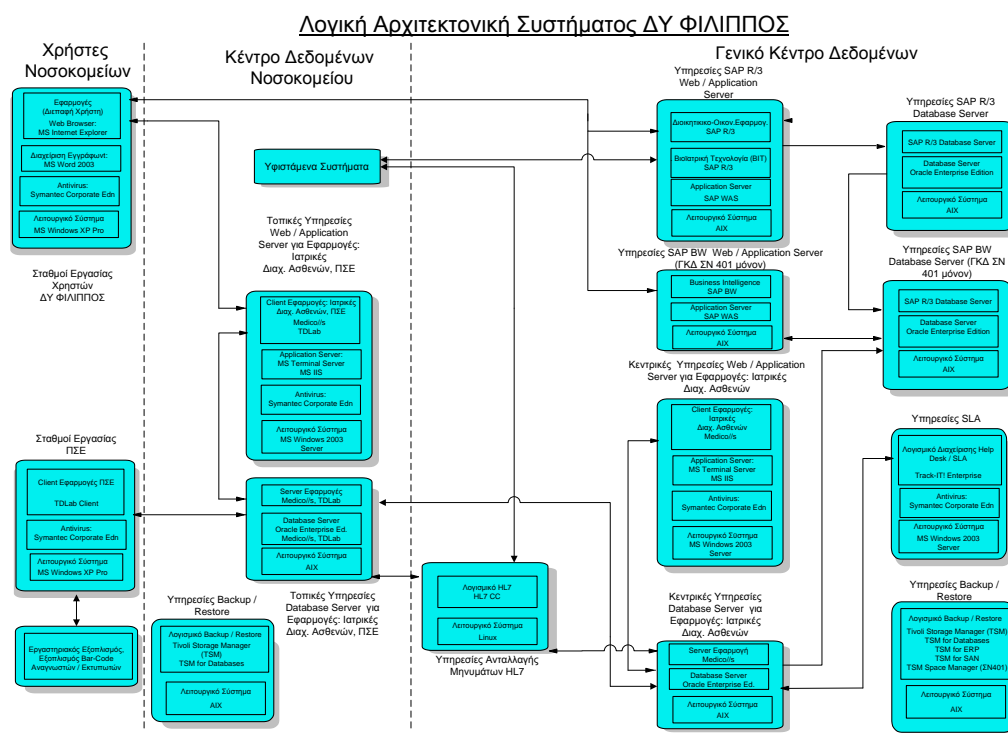 Λογική Αρχιτεκτονική Συστήματος ΔΥ ΦΙΛΙΠΠΟΣ
Χρήστες
Νοσοκομείων
Εφαρμογές
(Διεπαφή Χρήστη)
Web Browser:
MS Internet Explorer
Διαχείριση Εγγράφωντ:
MS Word 2003
Antivirus:
Symantec Corporate Edn
Λειτουργικό Σύστημα
MS Windows XP Pro
Σταθμοί Εργασίας
Χρηστών
ΔΥ ΦΙΛΙΠΠΟΣ
Σταθμοί Εργασίας
ΠΣΕ
Client Εφαρμογές ΠΣΕ
TDLab Client
Antivirus:
Symantec Corporate Edn
Λειτουργικό Σύστημα
MS Windows XP Pro
Εργαστηριακός Εξοπλισμός,
Εξοπλισμός Bar-Code
Αναγνωστών / Εκτυπωτών
Κέντρο Δεδομένων
Νοσοκομείου
Υφιστάμενα Συστήματα
Τοπικές Υπηρεσίες
Web / Application
Server για Εφαρμογές:
Ιατρικές
Διαχ. Ασθενών, ΠΣΕ
Client Εφαρμογές: Ιατρικές
Διαχ. Ασθενών, ΠΣΕ
Medico//s
TDLab
Application Server:
MS Terminal Server
MS IIS
Antivirus:
Symantec Corporate Edn
Λειτουργικό Σύστημα
MS Windows 2003
Server
Server Εφαρμογές
Medico//s, TDLab
Database Server
Oracle Enterprise Ed.
Medico//s, TDLab
Λειτουργικό Σύστημα
AIX
Τοπικές Υπηρεσίες
Database Server για
Εφαρμογές: Ιατρικές
Διαχ. Ασθενών, ΠΣΕ
Υπηρεσίες Backup /
Restore
Λογισμικό Backup / Restore
Tivoli Storage Manager
(TSM)
TSM for Databases
Λειτουργικό Σύστημα
AIX
Γενικό Κέντρο Δεδομένων
Υπηρεσίες SAP R/3
Web / Application
Server
Διοικητικικο-Οικον.Εφαρμογ.
SAP R/3
Βιοϊατρική Τεχνολογία (ΒΙΤ)
SAP R/3
Application Server
SAP WAS
Λειτουργικό Σύστημα
AIX
Υπηρεσίες SAP BW Web / Application Server
(ΓΚΔ ΣΝ 401 μόνον)
Business Intelligence
SAP BW
Application Server
SAP WAS
Λειτουργικό Σύστημα
AIX
Κεντρικές Υπηρεσίες Web / Application
Server για Εφαρμογές: Ιατρικές
Διαχ. Ασθενών
Client Εφαρμογές:
Ιατρικές
Διαχ. Ασθενών
Medico//s
Application Server:
MS Terminal Server
MS IIS
Antivirus:
Symantec Corporate Edn
Λειτουργικό Σύστημα
MS Windows 2003
Server
Λογισμικό HL7
HL7 CC
Λειτουργικό Σύστημα
Linux
Υπηρεσίες Ανταλλαγής
Μηνυμάτων HL7
Κεντρικές Υπηρεσίες
Database Server για
Εφαρμογές: Ιατρικές
Διαχ. Ασθενών
Server Εφαρμογή
Medico//s
Database Server
Oracle Enterprise Ed.
Λειτουργικό Σύστημα
AIX
Υπηρεσίες SAP R/3
Database Server
SAP R/3 Database Server
Database Server
Oracle Enterprise Edition
Λειτουργικό Σύστημα
AIX
Υπηρεσίες SAP BW
Database Server (ΓΚΔ ΣΝ
401 μόνον)
SAP R/3 Database Server
Database Server
Oracle Enterprise Edition
Λειτουργικό Σύστημα
AIX
Υπηρεσίες SLA
Λογισμικό Διαχείρισης Help
Desk / SLA
Track-IT! Enterprise
Antivirus:
Symantec Corporate Edn
Λειτουργικό Σύστημα
MS Windows 2003
Server
Υπηρεσίες Backup /
Restore
Λογισμικό Backup / Restore
Tivoli Storage Manager (TSM)
TSM for Databases
TSM for ERP
TSM for SAN
TSM Space Manager (ΣΝ401)
Λειτουργικό Σύστημα
AIX